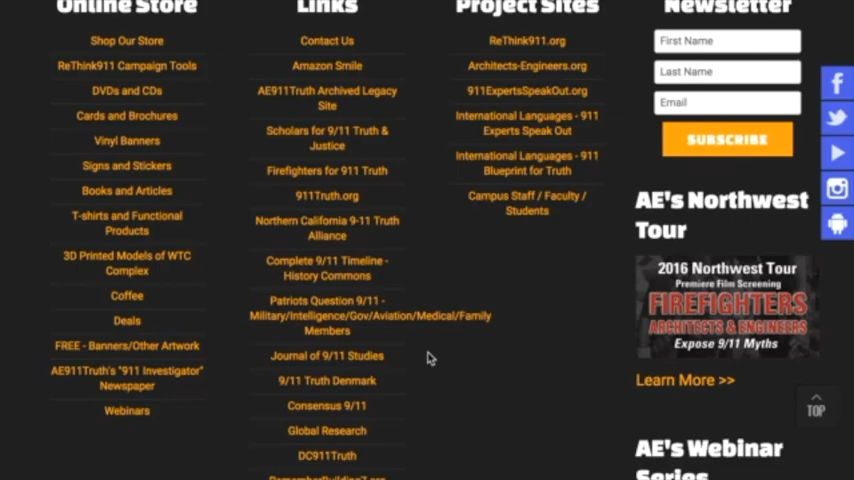 Online Store
Shop Our Store
ReThink911 Campaign Tools
DVDs and CDs
Cards and Brochures
Vinyl Banners
Signs and Stickers
Books and Articles
T-shirts and Functional
Products
3D Printed Models of WTC
Complex
Coffee
Deals
FREE - Banners/Other Artwork
AE911Truth's "911 Investigator"
Newspaper
Webinars
Links
Contact Us
Amazon Smile
AE911Truth Archived Legacy
Site
Scholars for 9/11 Truth &
Justice
Firefighters for 911 Truth
911Truth.org
Northern California 9-11 Truth
Alliance
Complete 9/11 Timeline -
History Commons
Patriots Question 9/11 -
Military/Intelligence/Gov/Aviation/Medical/Family
Members
Journal of 9/11 Studies
9/11 Truth Denmark
Consensus 9/11
Global Research
DC911Truth
RememberBuilding7.org
Project Sites
ReThink911.org
Architects-Engineers.org
911ExpertsSpeakOut.org
International Languages - 911
Experts Speak Out
International Languages - 911
Blueprint for Truth
Campus Staff / Faculty /
Students
Newsletter
First Name
Last Name
Email
SUBSCRIBE
AE's Northwest
Tour
2016 Northwest Tour
Premiere Film Screening
FIREFIGHTERS
ARCHITECTS & ENGINEERS
Expose 9/11 Myths
Learn More >>
TOP
AE's Webinar
Series